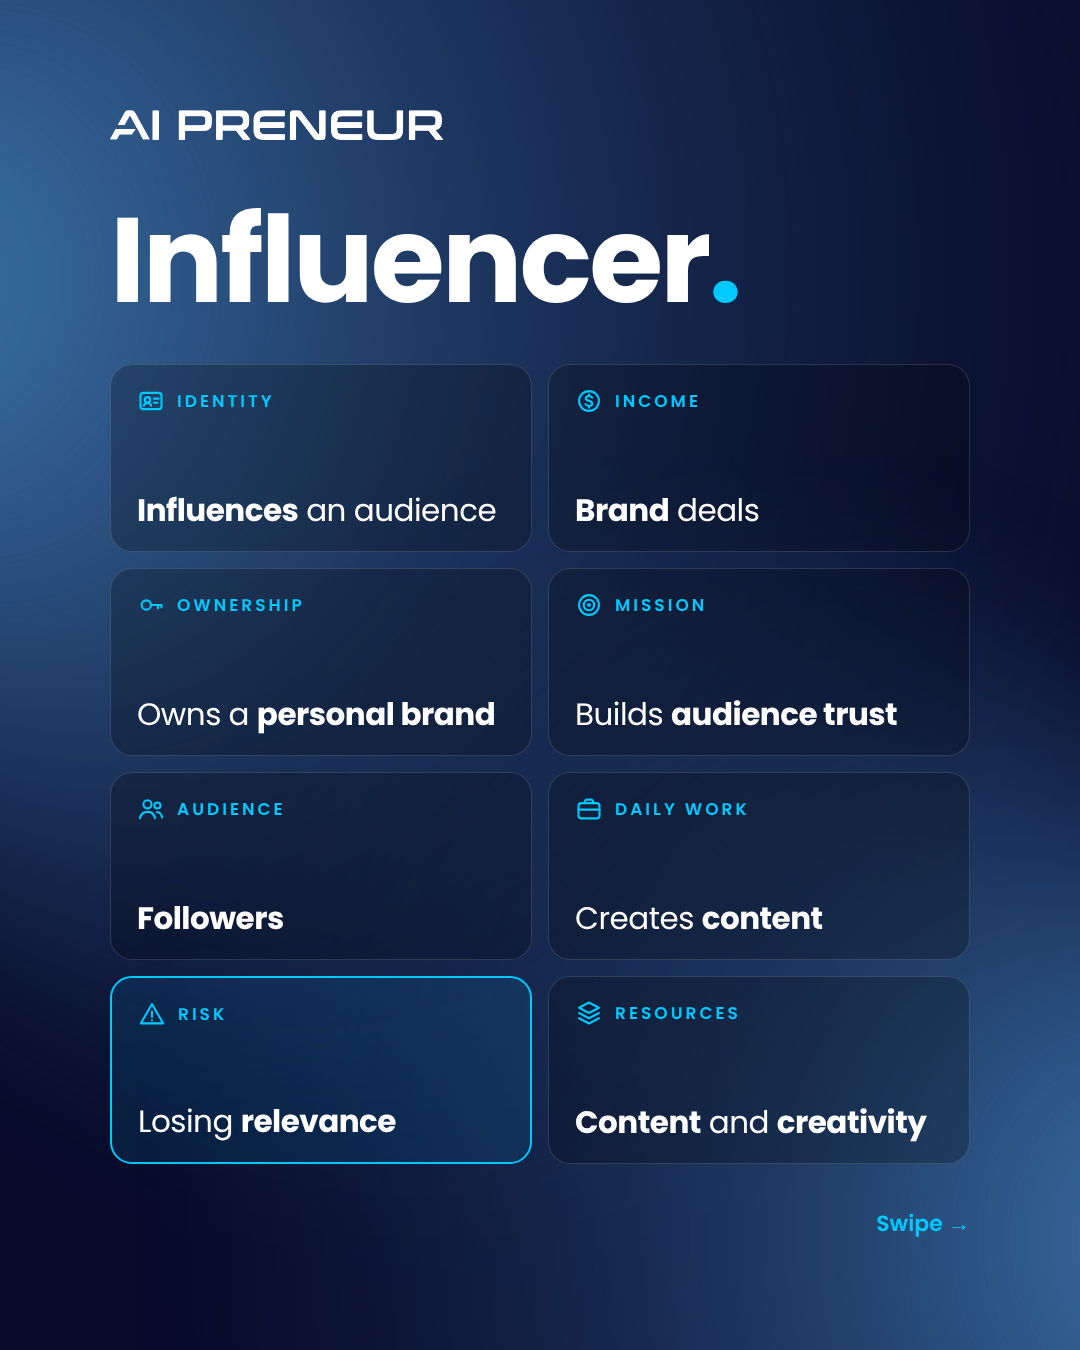 AI PRENEUR
Influencer.
IDENTITY
Influences an audience
INCOME
Brand deals
OWNERSHIP
Owns a personal brand
MISSION
Builds audience trust
AUDIENCE
Followers
DAILY WORK
Creates content
RISK
Losing relevance
RESOURCES
Content and creativity
Swipe →